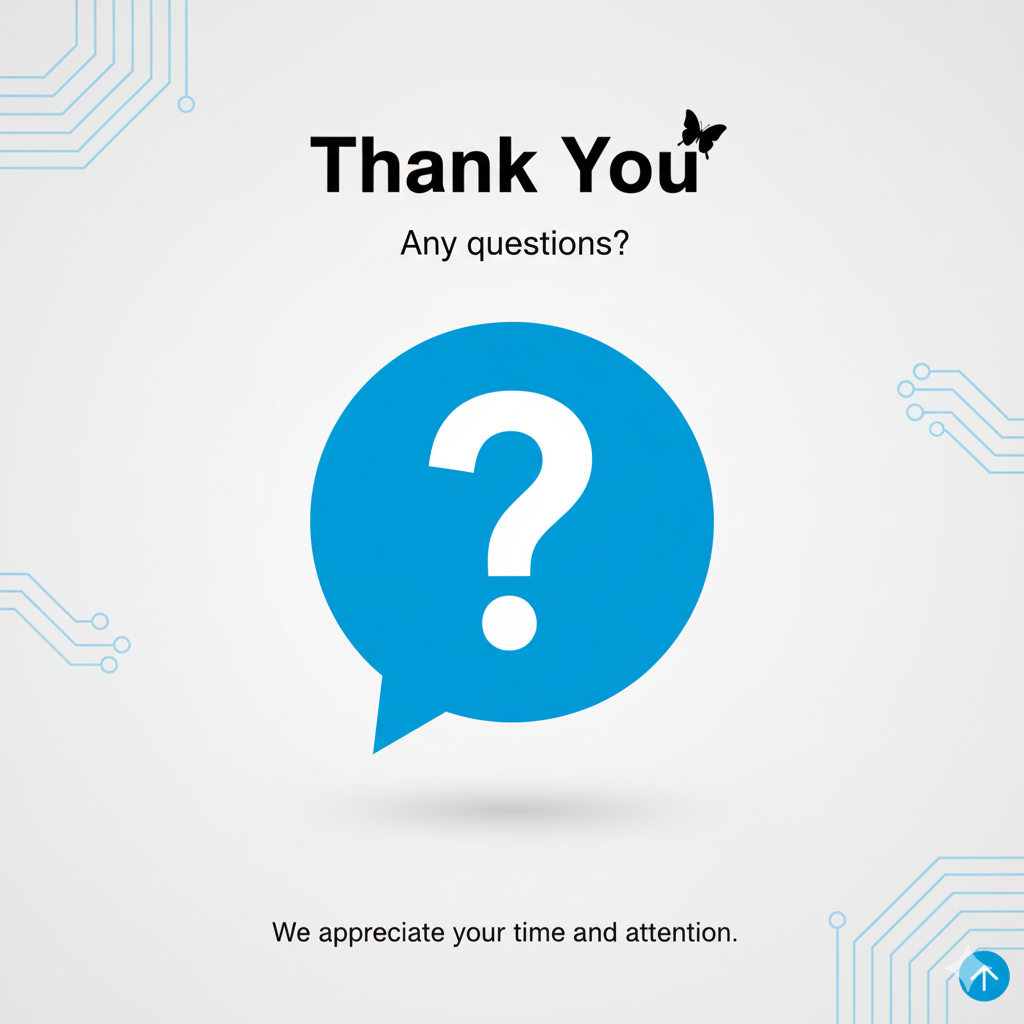 Thank You
Any questions?
?
We appreciate your time and attention.